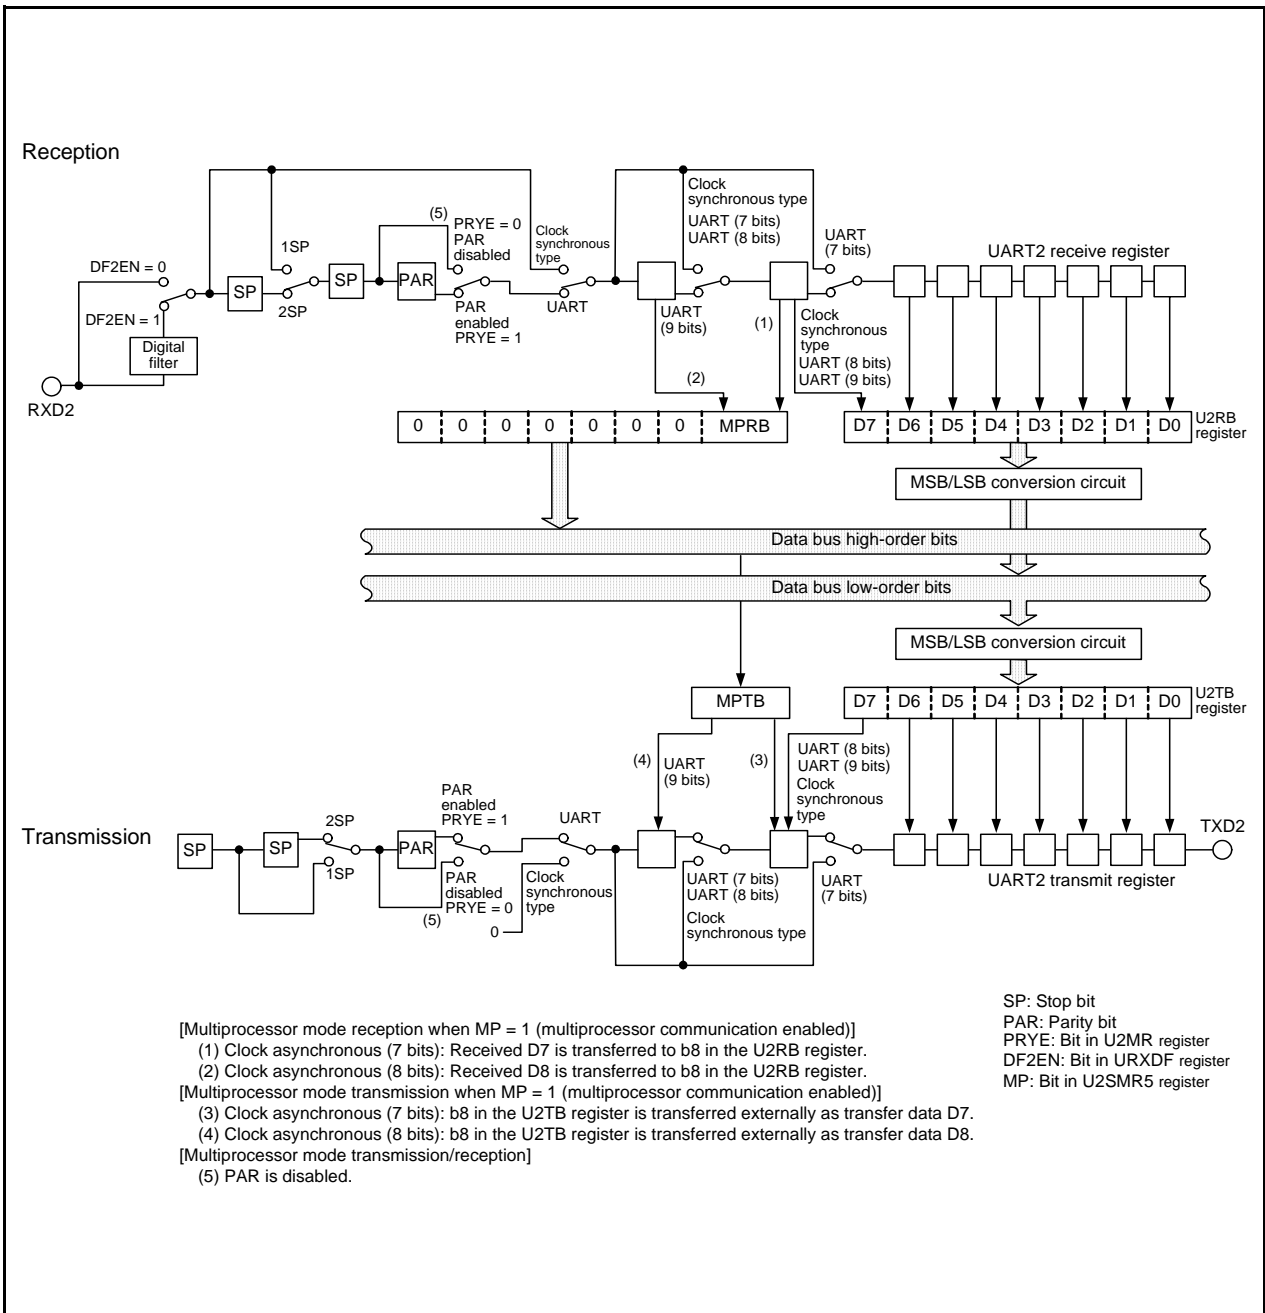 Reception
(5)
PRYE = 0
PAR
disabled
Clock
synchronous
type
Clock
synchronous type
UART (7 bits)
UART (8 bits)
UART
(7 bits)
UART2 receive register
1SP
DF2EN = 0
SP
SP
PAR
2SP
DF2EN = 1
PAR
enabled
PRYE = 1
UART
UART
(9 bits)
(1)
Clock
synchronous
type
UART (8 bits)
UART (9 bits)
Digital
filter
(2)
RXD2
0 0 0 0 0 0 0 MPRB
D7 D6 D5 D4 D3 D2 D1 D0
U2RB
register
MSB/LSB conversion circuit
Data bus high-order bits
Data bus low-order bits
MSB/LSB conversion circuit
MPTB
D7 D6 D5 D4 D3 D2 D1 D0
U2TB
register
(4)
UART
(9 bits)
(3)
UART (8 bits)
UART (9 bits)
Clock
synchronous
type
PAR
enabled
PRYE = 1
2SP
UART
Transmission
SP
SP
PAR
TXD2
1SP
PAR
disabled
PRYE = 0
(5)
Clock
synchronous
type
0
UART (7 bits)
UART (8 bits)
Clock
synchronous type
UART
(7 bits)
UART2 transmit register
SP: Stop bit
PAR: Parity bit
PRYE: Bit in U2MR register
DF2EN: Bit in URXDF register
MP: Bit in U2SMR5 register
[Multiprocessor mode reception when MP = 1 (multiprocessor communication enabled)]
(1) Clock asynchronous (7 bits): Received D7 is transferred to b8 in the U2RB register.
(2) Clock asynchronous (8 bits): Received D8 is transferred to b8 in the U2RB register.
[Multiprocessor mode transmission when MP = 1 (multiprocessor communication enabled)]
(3) Clock asynchronous (7 bits): b8 in the U2TB register is transferred externally as transfer data D7.
(4) Clock asynchronous (8 bits): b8 in the U2TB register is transferred externally as transfer data D8.
[Multiprocessor mode transmission/reception]
(5) PAR is disabled.